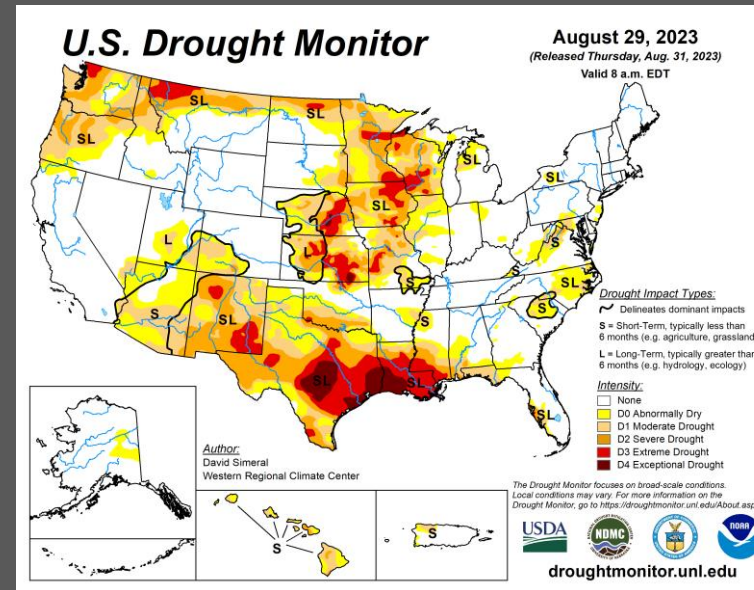 U.S. Drought Monitor
August 29, 2023
(Released Thursday, Aug. 31, 2023)
Valid 8 a.m. EDT
SL
SL
SL
SL
SL
SL
SL
L
L
S
S
S
S
SL
S
SL
S
S
SL
SL
SL
Drought Impact Types:
Delineates dominant impacts
S = Short-Term, typically less than
6 months (e.g. agriculture, grassland
L = Long-Term, typically greater than
6 months (e.g. hydrology, ecology)
Intensity:
None
D0 Abnormally Dry
D1 Moderate Drought
D2 Severe Drought
D3 Extreme Drought
D4 Exceptional Drought
Author:
David Simeral
Western Regional Climate Center
S
S
The Drought Monitor focuses on broad-scale conditions.
Local conditions may vary. For more information on the
Drought Monitor, go to https://droughtmonitor.unl.edu/About.asp
USDA
NDMC
NOAA
droughtmonitor.unl.edu